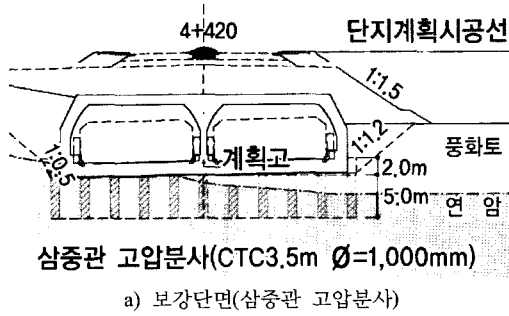 4+420
단지계획시공선
1:1.5
1:1.2
1:0.5
계획고
풍화토
2.0m
5.0m
연 암
삼중관 고압분사(CTC3.5m Ø=1,000mm)
a) 보강단면(삼중관 고압분사)